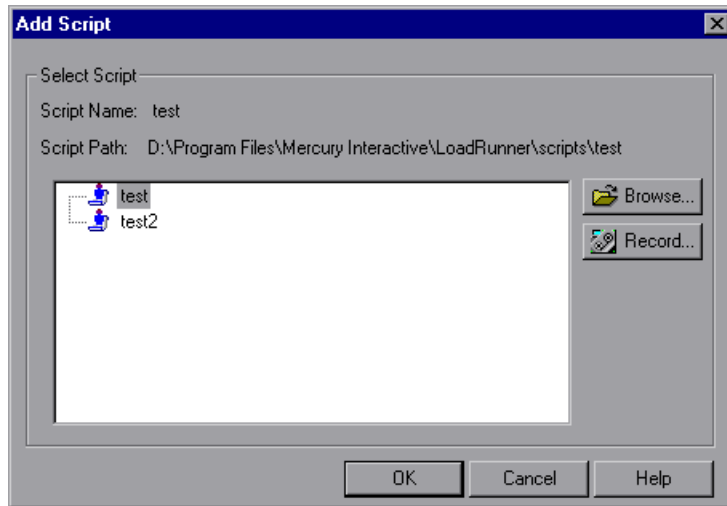 Add Script
Select Script
Script Name: test
Script Path: D:\Program Files\Mercury Interactive\LoadRunner\scripts\test
test
test2
Browse...
Record...
OK Cancel Help